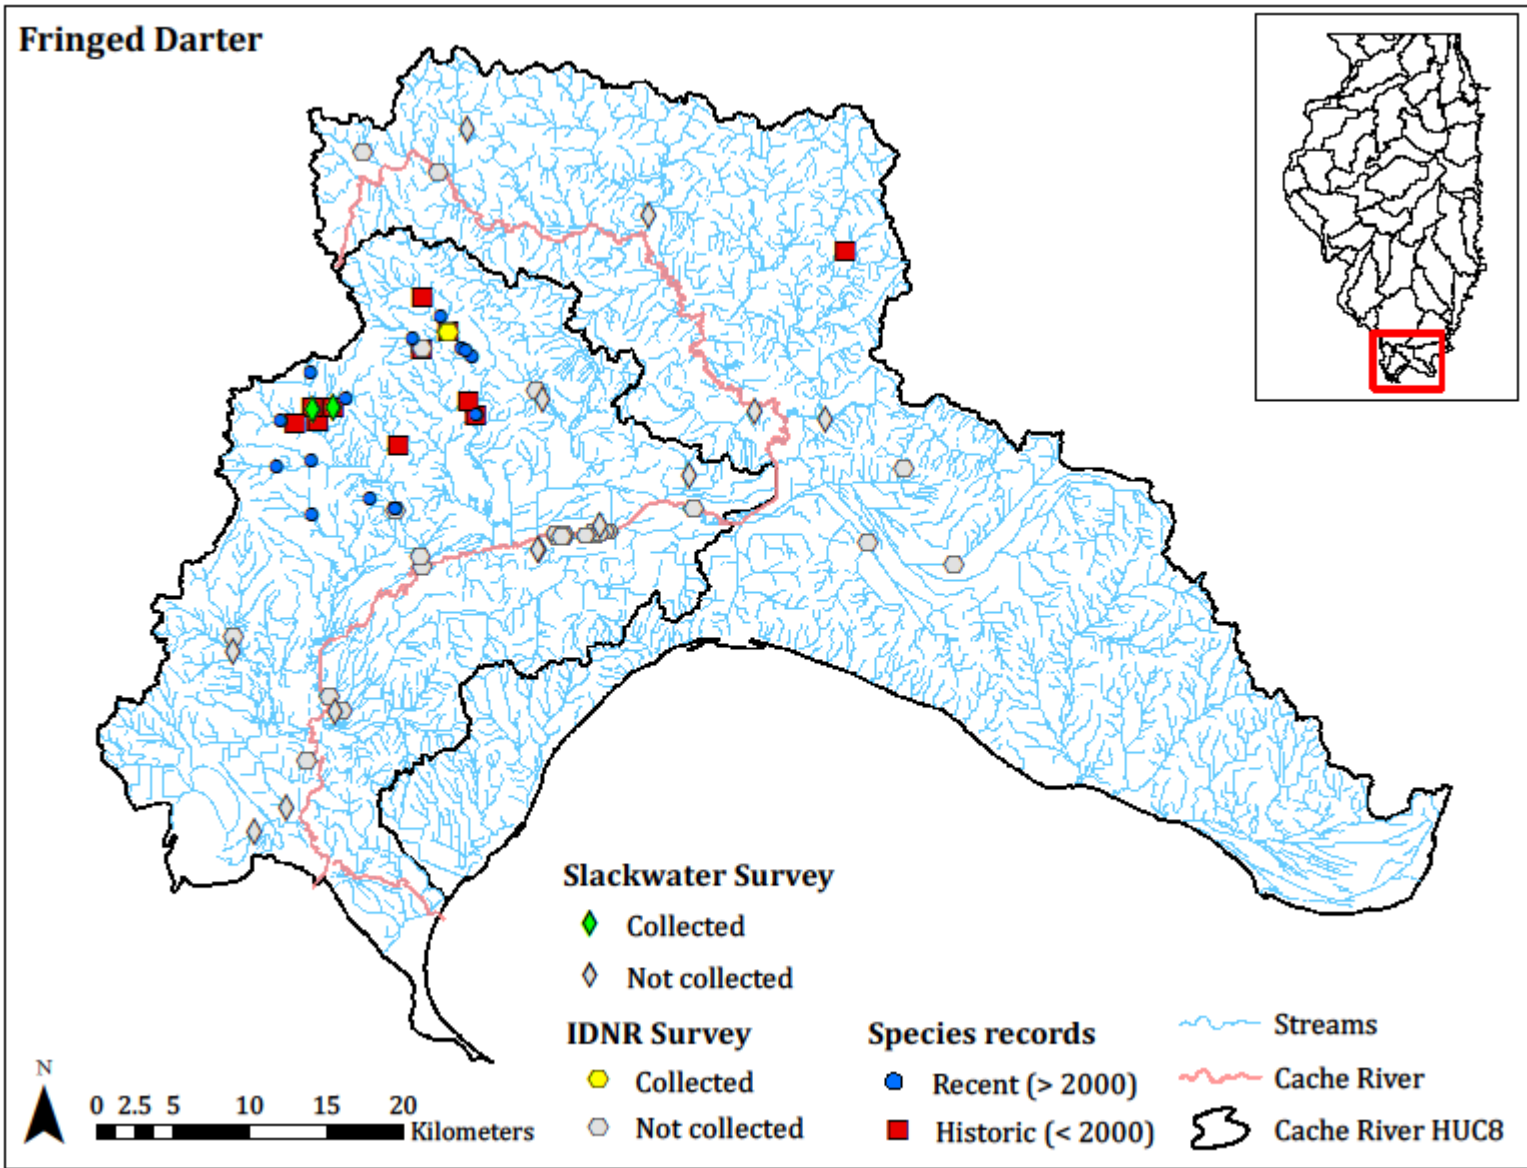 Fringed Darter
Slackwater Survey
Collected
Not collected
IDNR Survey
Collected
Not collected
Species records
Recent (> 2000)
Historic (< 2000)
Streams
Cache River
Cache River HUC8
N
0 2.5 5 10 15 20
Kilometers